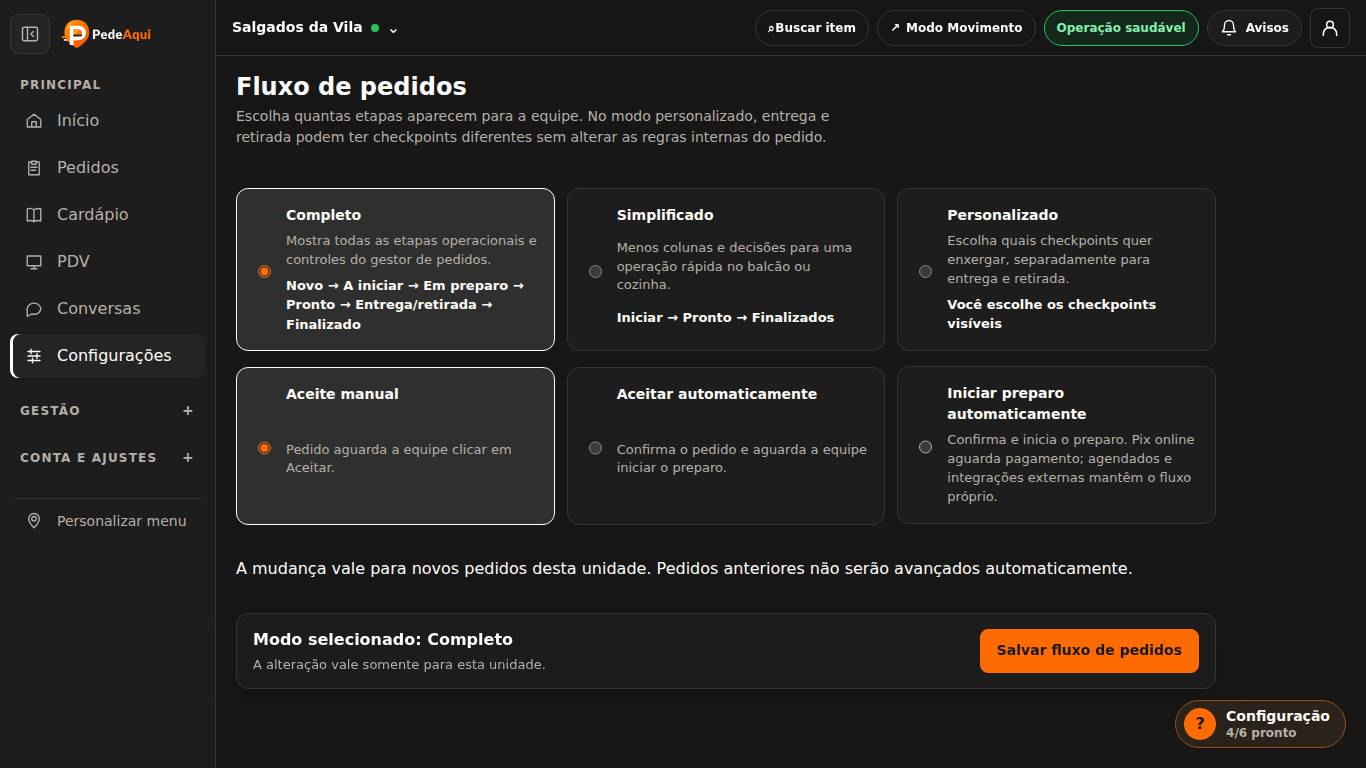 PedeAqui
PRINCIPAL
Início
Pedidos
Cardápio
PDV
Conversas
Configurações
GESTÃO +
CONTA E AJUSTES +
Personalizar menu
Salgados da Vila
Buscar item
↗ Modo Movimento
Operação saudável
Avisos
Fluxo de pedidos
Escolha quantas etapas aparecem para a equipe. No modo personalizado, entrega e
retirada podem ter checkpoints diferentes sem alterar as regras internas do pedido.
Completo
Mostra todas as etapas operacionais e
controles do gestor de pedidos.
Novo → A iniciar → Em preparo →
Pronto → Entrega/retirada →
Finalizado
Simplificado
Menos colunas e decisões para uma
operação rápida no balcão ou
cozinha.
Iniciar → Pronto → Finalizados
Personalizado
Escolha quais checkpoints quer
enxergar, separadamente para
entrega e retirada.
Você escolhe os checkpoints
visíveis
Aceite manual
Pedido aguarda a equipe clicar em
Aceitar.
Aceitar automaticamente
Confirma o pedido e aguarda a equipe
iniciar o preparo.
Iniciar preparo
automaticamente
Confirma e inicia o preparo. Pix online
aguarda pagamento; agendados e
integrações externas mantêm o fluxo
próprio.
A mudança vale para novos pedidos desta unidade. Pedidos anteriores não serão avançados automaticamente.
Modo selecionado: Completo
A alteração vale somente para esta unidade.
Salvar fluxo de pedidos
?
Configuração
4/6 pronto